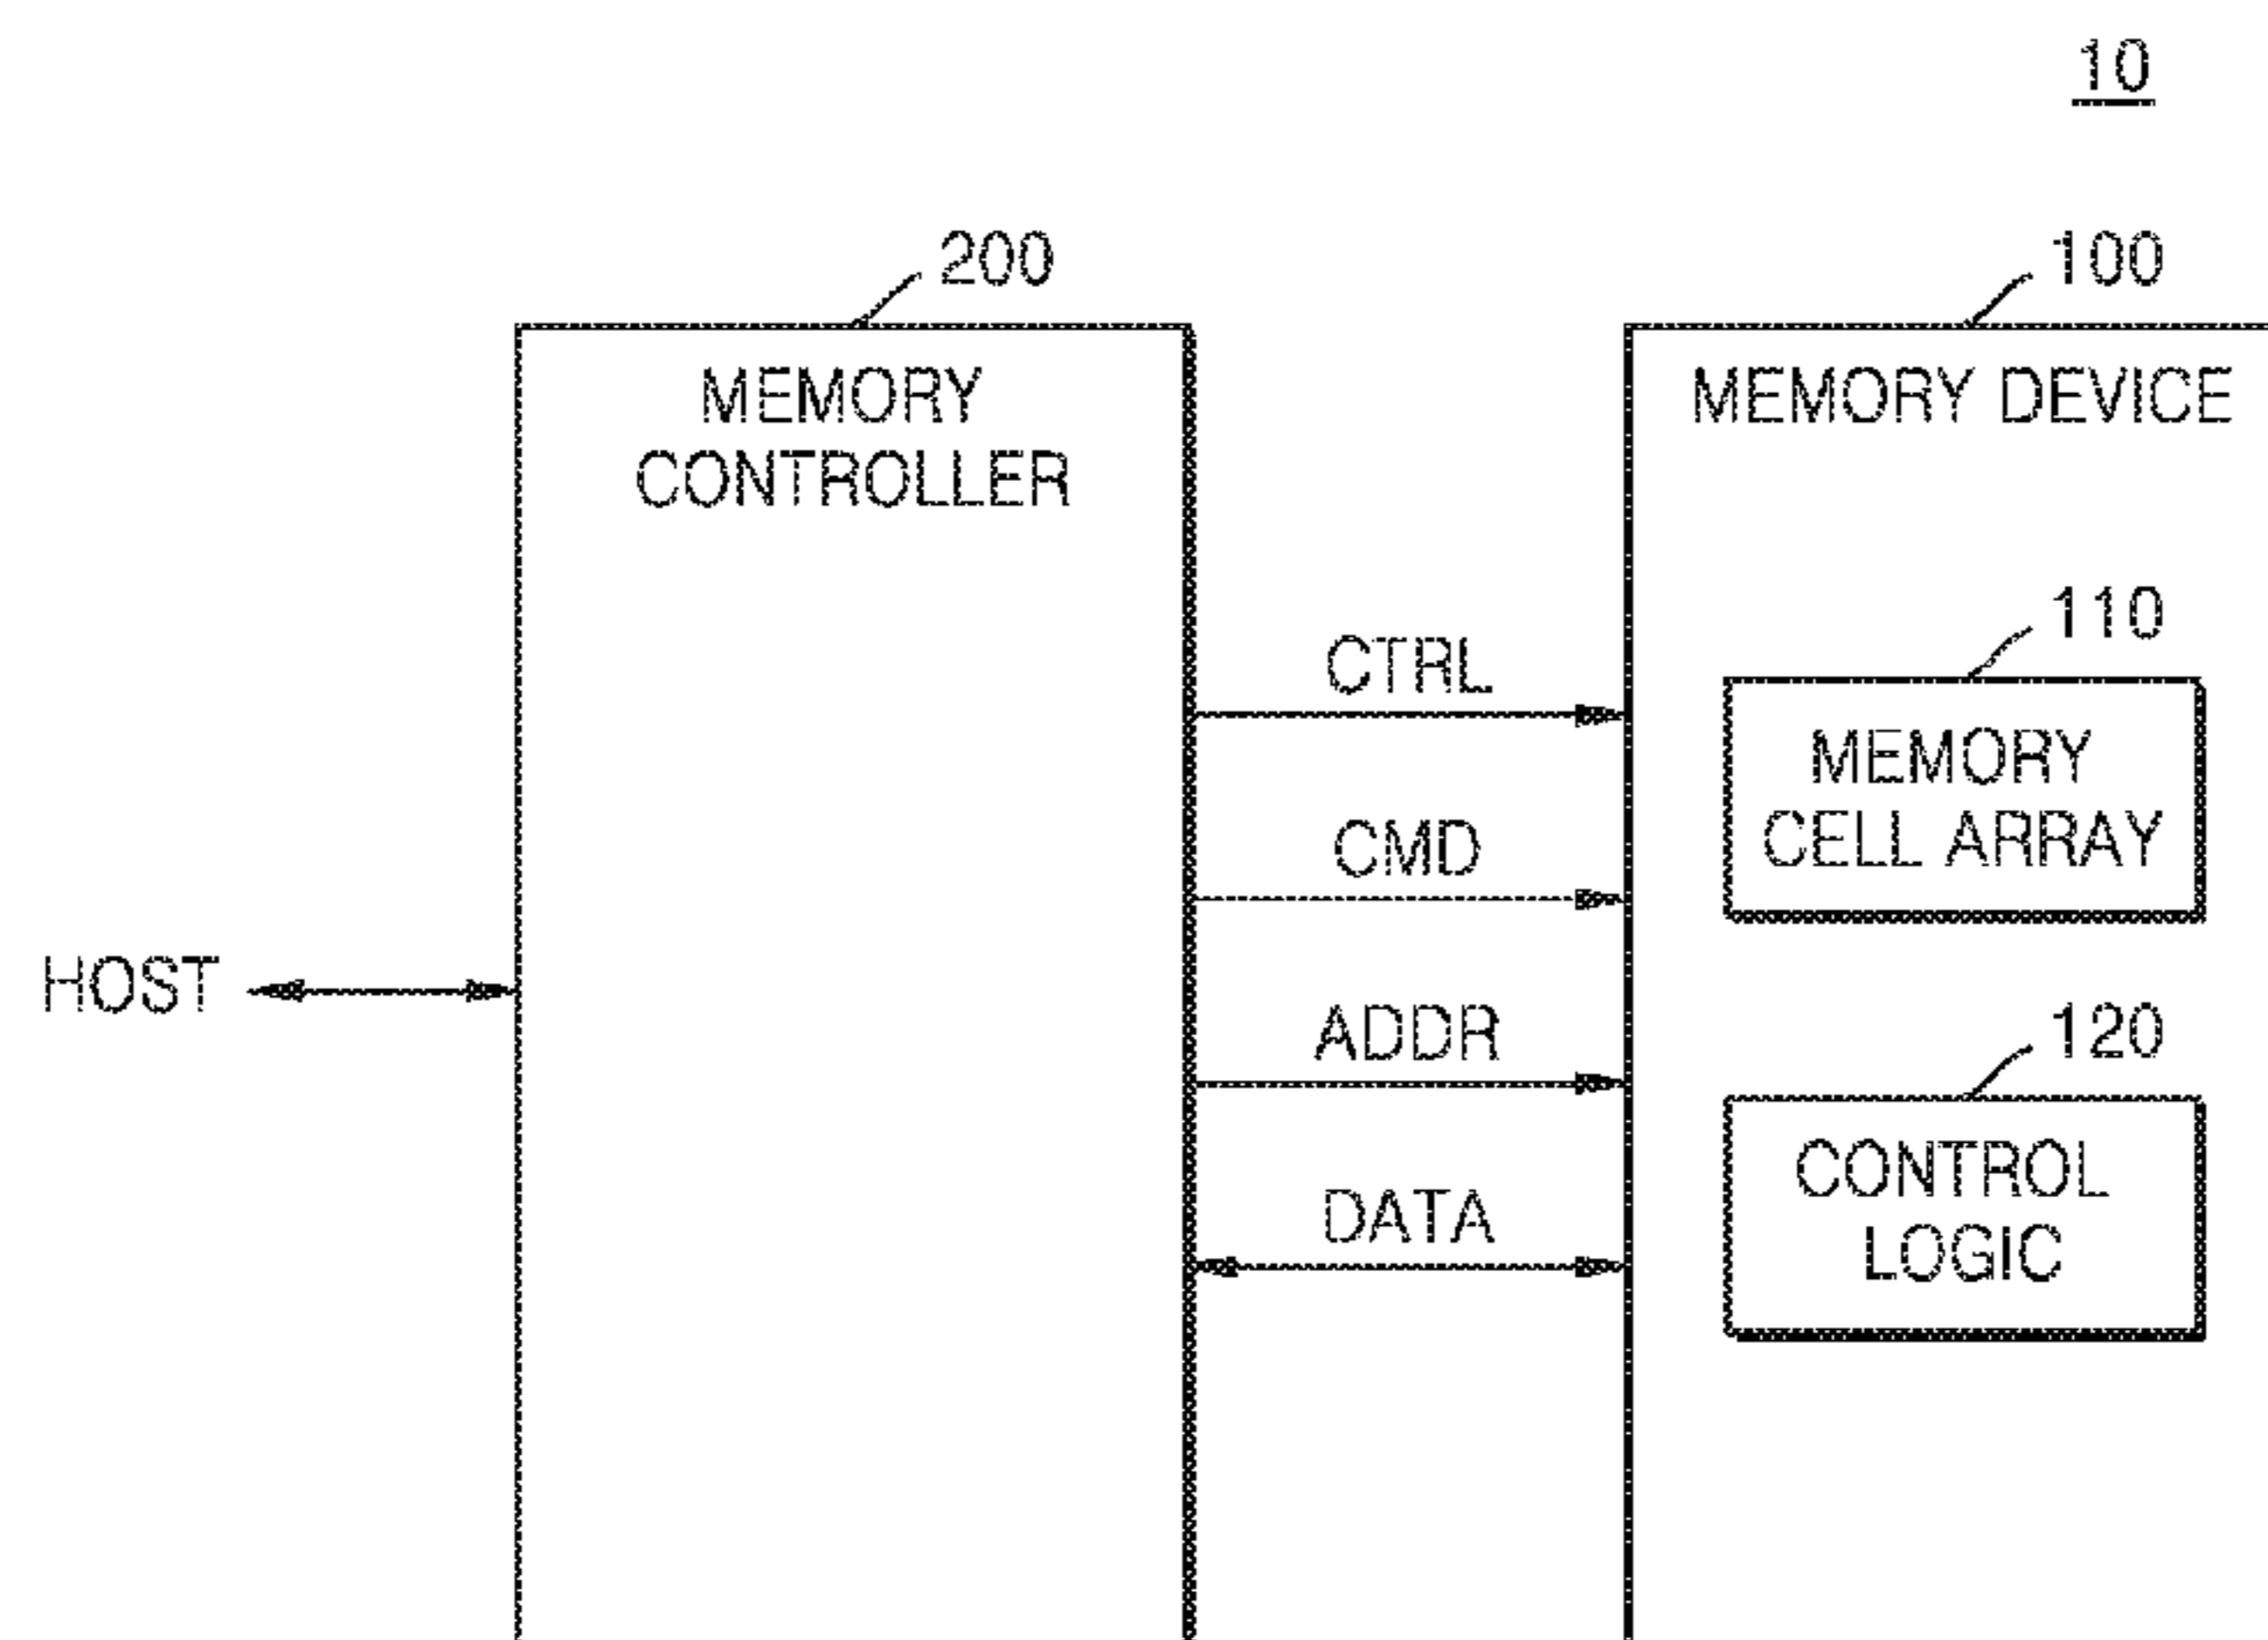 10
200
100
MEMORY
CONTROLLER
MEMORY DEVICE
110
CTRL
MEMORY
CELL ARRAY
CMD
HOST
ADDR
120
CONTROL
LOGIC
DATA